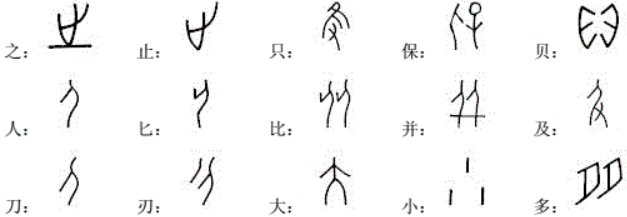 之： 止： 只： 保： 贝：
人： 匕： 比： 并： 及：
刀： 刃： 大： 小： 多：